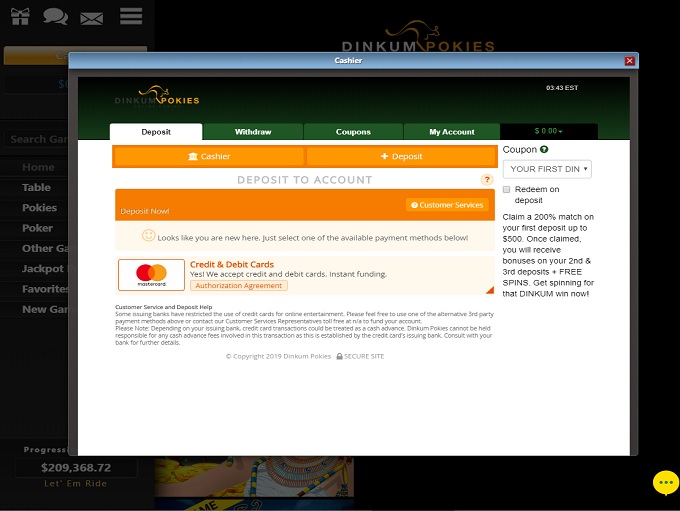 DINKUM POKIES
Cashier
03:43 EST
DINKUM POKIES
Deposit
Withdraw
Coupons
My Account
$ 0.00
Cashier
Deposit
DEPOSIT TO ACCOUNT
?
Deposit Now!
Customer Services
Looks like you are new here. Just select one of the available payment methods below!
mastercard
Credit & Debit Cards
Yes! We accept credit and debit cards. Instant funding.
Authorization Agreement
Customer Service and Deposit Help
Some issuing banks have restricted the use of credit cards for online entertainment. Please feel free to use one of the alternative 3rd party
payment methods above or contact our Customer Services Representatives toll free at n/a to fund your account.
Please Note: Depending on your issuing bank, credit card transactions could be treated as a cash advance. Dinkum Pokies cannot be held
responsible for any cash advance fees involved in this transaction as this is established by the credit card's issuing bank. Consult with your
bank for further details.
© Copyright 2019 Dinkum Pokies SECURE SITE
Coupon
YOUR FIRST DIN
Redeem on
deposit
Claim a 200% match on
your first deposit up to
$500. Once claimed,
you will receive
bonuses on your 2nd &
3rd deposits + FREE
SPINS. Get spinning for
that DINKUM win now!
Search Gam
Home
Table
Pokies
Poker
Other Ga
Jackpot
Favorites
New Gam
Progress
$209,368.72
Let' Em Ride